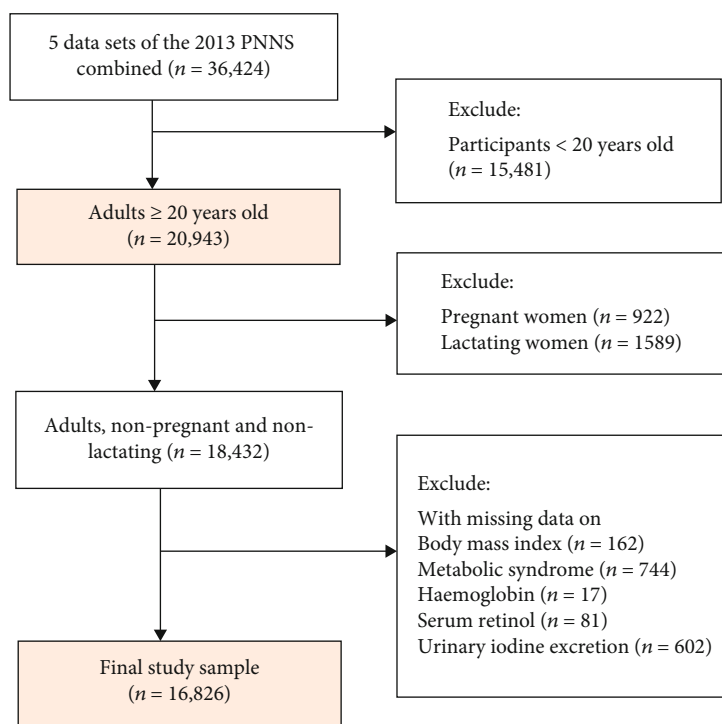 5 data sets of the 2013 PNNS
combined (n = 36,424)
Exclude:
Participants < 20 years old
(n = 15,481)
Adults ≥ 20 years old
(n = 20,943)
Exclude:
Pregnant women (n = 922)
Lactating women (n = 1589)
Adults, non-pregnant and non-
lactating (n = 18,432)
Exclude:
With missing data on
Body mass index (n = 162)
Metabolic syndrome (n = 744)
Haemoglobin (n = 17)
Serum retinol (n = 81)
Urinary iodine excretion (n = 602)
Final study sample
(n = 16,826)